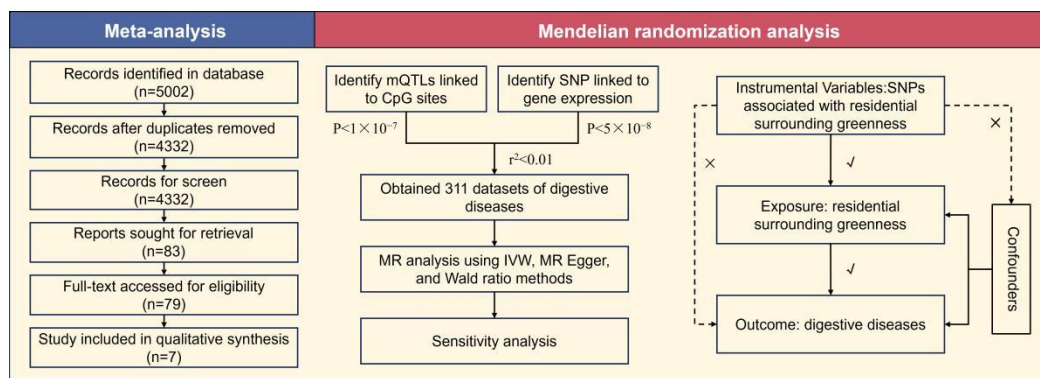 Meta-analysis
Mendelian randomization analysis
Records identified in database
(n=5002)
Records after duplicates removed
(n=4332)
Records for screen
(n=4332)
Reports sought for retrieval
(n=83)
Full-text accessed for eligibility
(n=79)
Study included in qualitative synthesis
(n=7)
Identify mQTLs linked
to CpG sites
Identify SNP linked to
gene expression
P<1×10⁻⁷
P<5×10⁻⁸
r²<0.01
Obtained 311 datasets of digestive
diseases
MR analysis using IVW, MR Egger,
and Wald ratio methods
Sensitivity analysis
Instrumental Variables:SNPs
associated with residential
surrounding greenness
×
×
√
Exposure: residential
surrounding greenness
√
Outcome: digestive diseases
Confounders